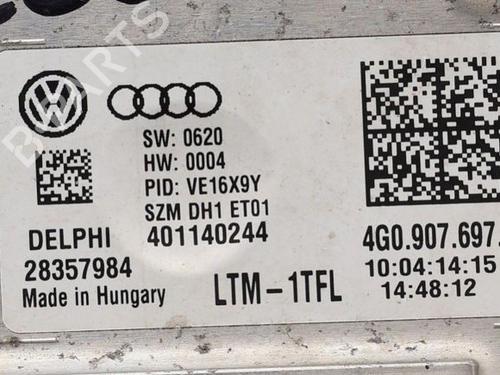 SW: 0620
HW: 0004
PID: VE16X9Y
SZM DH1 ET01
DELPHI 401140244
28357984
Made in Hungary
LTM-1TFL
4G0.907.697.
10:04:14:15
14:48:12